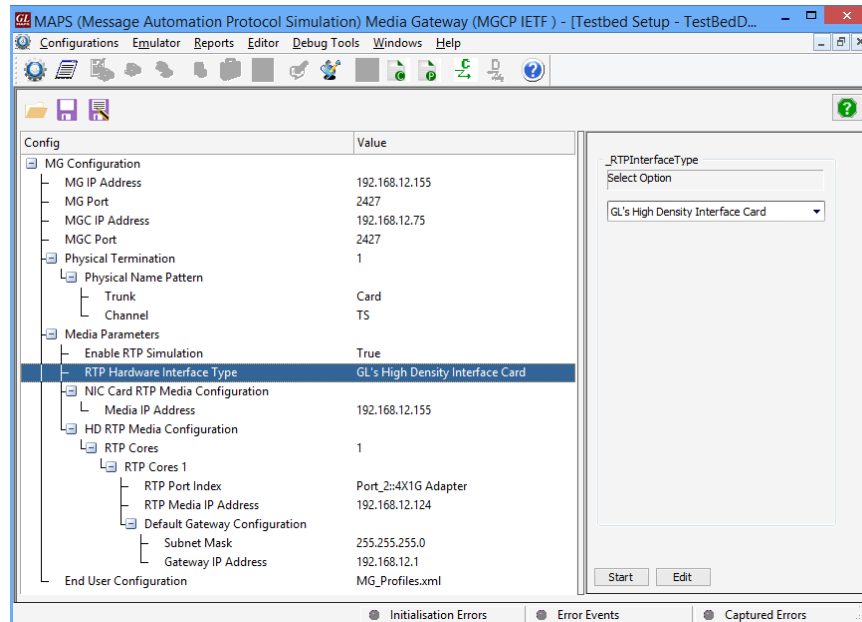 GL MAPS (Message Automation Protocol Simulation) Media Gateway (MGCP IETF ) - [Testbed Setup - TestBedD...
Configurations Emulator Reports Editor Debug Tools Windows Help
Config Value
MG Configuration
MG IP Address 192.168.12.155
MG Port 2427
MGC IP Address 192.168.12.75
MGC Port 2427
Physical Termination 1
Physical Name Pattern
Trunk Card
Channel TS
Media Parameters
Enable RTP Simulation True
RTP Hardware Interface Type GL's High Density Interface Card
NIC Card RTP Media Configuration
Media IP Address 192.168.12.155
HD RTP Media Configuration
RTP Cores 1
RTP Cores 1
RTP Port Index Port_2::4X1G Adapter
RTP Media IP Address 192.168.12.124
Default Gateway Configuration
Subnet Mask 255.255.255.0
Gateway IP Address 192.168.12.1
End User Configuration MG_Profiles.xml
_RTPInterfaceType
Select Option
GL's High Density Interface Card
Start Edit
Initialisation Errors Error Events Captured Errors